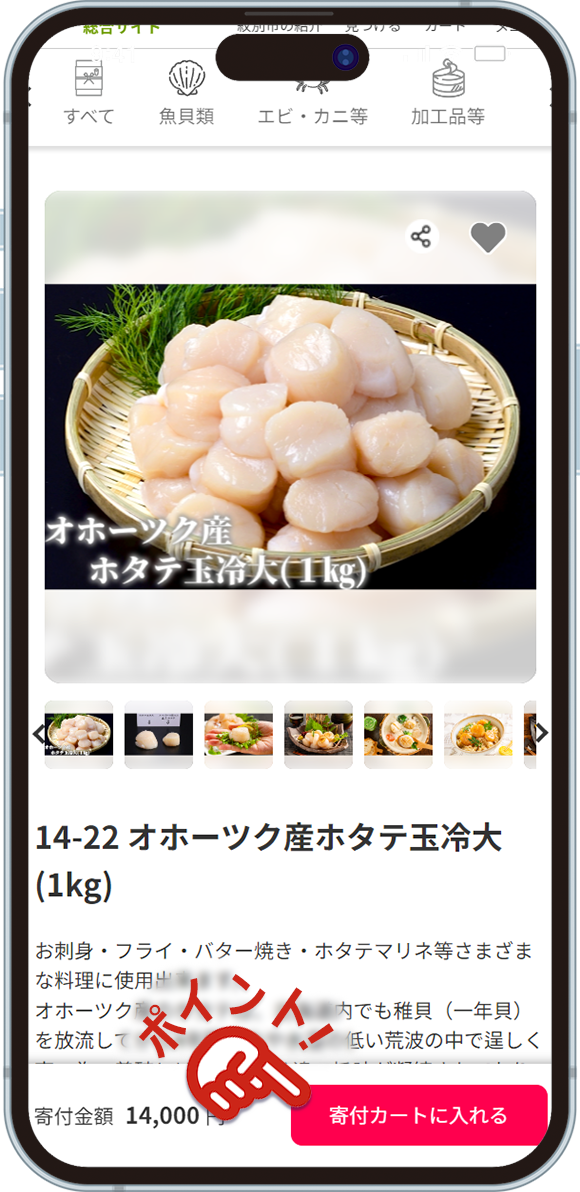 総合サイト
紋別市の紹介 見つける カート
すべて 魚貝類 エビ・カニ等 加工品等
オホーツク産
ホタテ玉冷大(1kg)
14-22 オホーツク産ホタテ玉冷大
(1kg)
お刺身・フライ・バター焼き・ホタテマリネ等さまざま
な料理に使用出
オホーツク 内でも稚貝（一年貝）
を放流して 低い荒波の中で逞しく
ポイント!
寄付金額 14,000 円
寄付カートに入れる